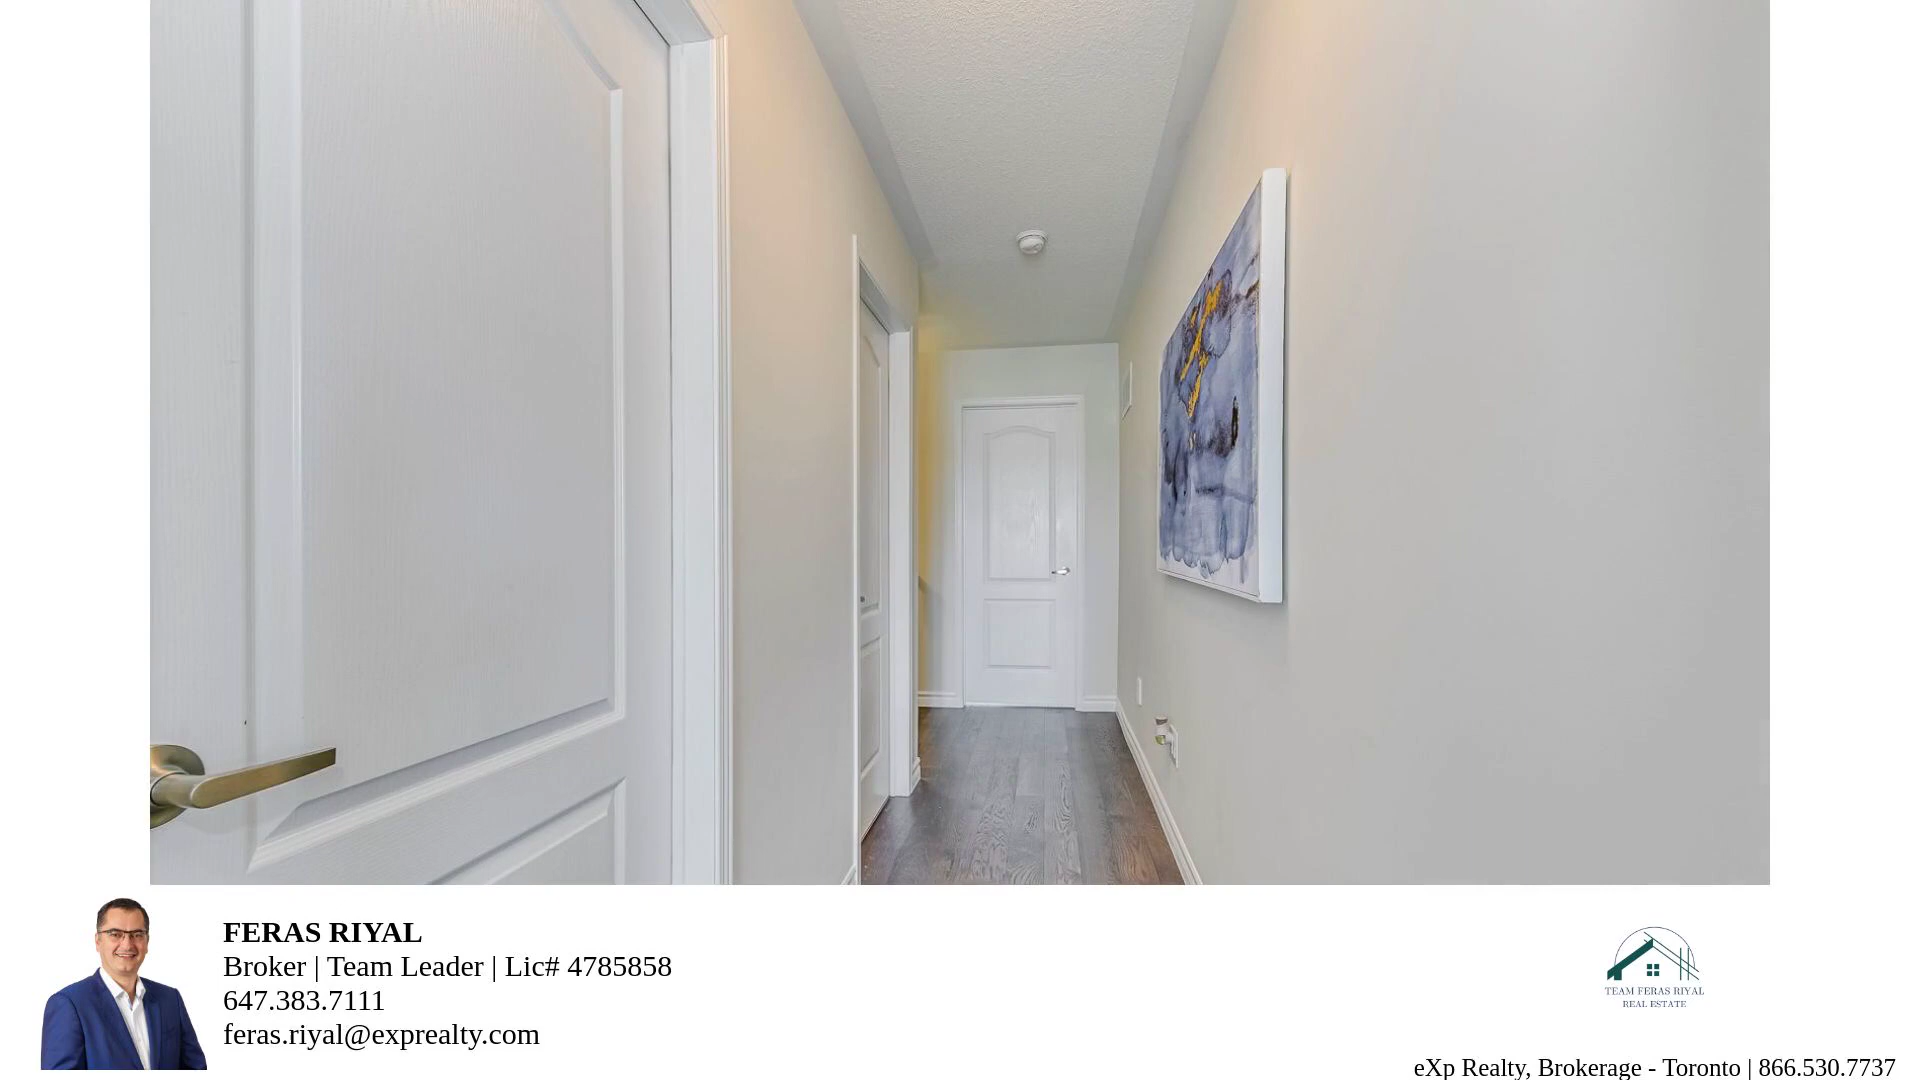 FERAS RIYAL
Broker | Team Leader | Lic# 4785858
647.383.7111
feras.riyal@exprealty.com
TEAM FERAS RIYAL
REAL ESTATE
eXp Realty, Brokerage - Toronto | 866.530.7737